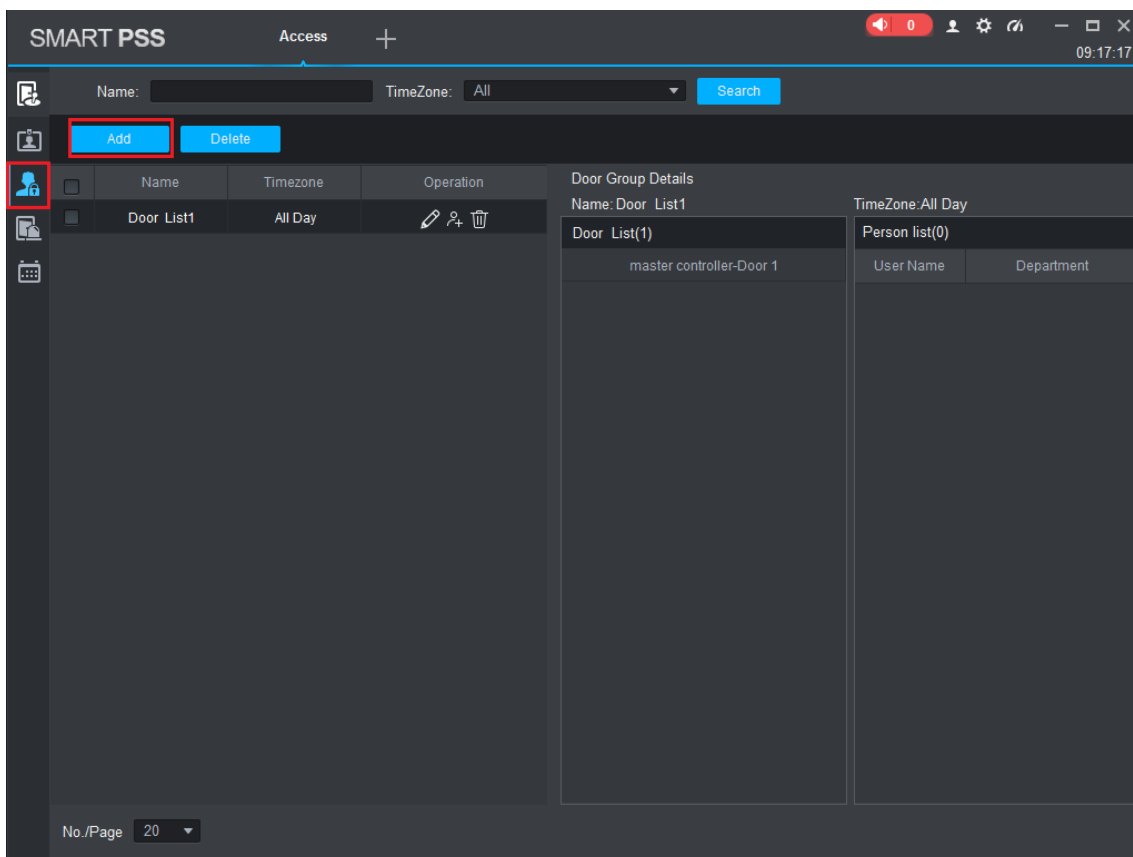 SMART PSS Access 0
09:17:17
Name: TimeZone: All Search
Add Delete
Name Timezone Operation
Door List1 All Day
Door Group Details
Name:Door List1 TimeZone:All Day
Door List(1) Person list(0)
master controller-Door 1 User Name Department
No./Page 20